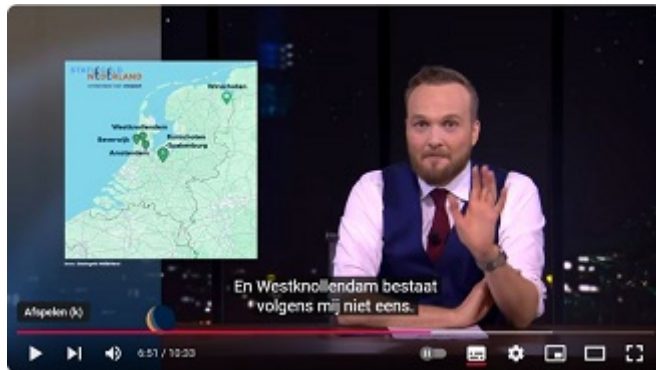 STATIEGELD
NEDERLAND
Winschoten
Westknollendam
Beverwijk
Bunschoten
Spakenburg
Amsterdam
En Westknollendam bestaat
volgens mij niet eens.
Afspelen (k)
6:51 / 10:33